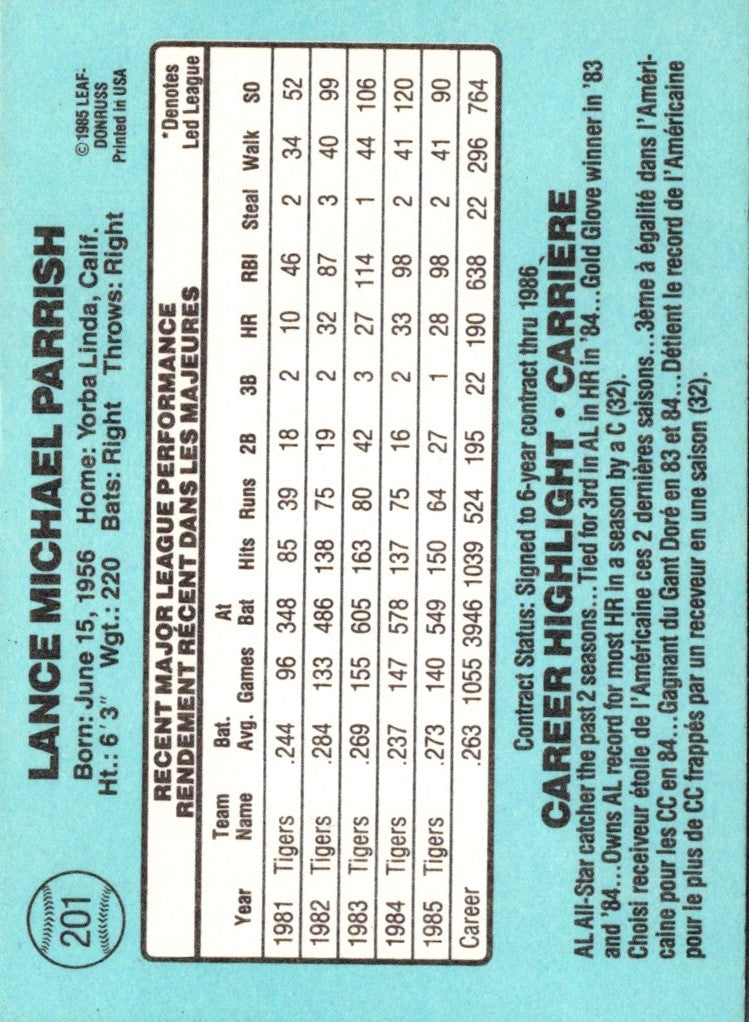 201
LANCE MICHAEL PARRISH
Born: June 15, 1956 Home: Yorba Linda, Calif.
Ht.: 6'3" Wgt.: 220 Bats: Right Throws: Right
©1985 LEAF-
DONRUSS
Printed in USA
RECENT MAJOR LEAGUE PERFORMANCE
RENDEMENT RÉCENT DANS LES MAJEURES
*Denotes
Led League
Year Team Name Bat. Avg. Games At Bat Hits Runs 2B 3B HR RBI Steal Walk SO
1981 Tigers .244 96 348 85 39 18 2 10 46 2 34 52
1982 Tigers .284 133 486 138 75 19 2 32 87 3 40 99
1983 Tigers .269 155 605 163 80 42 3 27 114 1 44 106
1984 Tigers .237 147 578 137 75 16 2 33 98 2 41 120
1985 Tigers .273 140 549 150 64 27 1 28 98 2 41 90
Career .263 1055 3946 1039 524 195 22 190 638 22 296 764
Contract Status: Signed to 6-year contract thru 1986
CAREER HIGHLIGHT • CARRIÈRE
AL All-Star catcher the past 2 seasons...Tied for 3rd in AL in HR in '84...Gold Glove winner in '83
and '84...Owns AL record for most HR in a season by a C (32).
Choisi receveur étoile de l'Américaine ces 2 dernières saisons...3ème à égalité dans l'Améri-
caine pour les CC en 84...Gagnant du Gant Doré en 83 et 84...Détient le record de l'Américaine
pour le plus de CC frappés par un receveur en une saison (32).